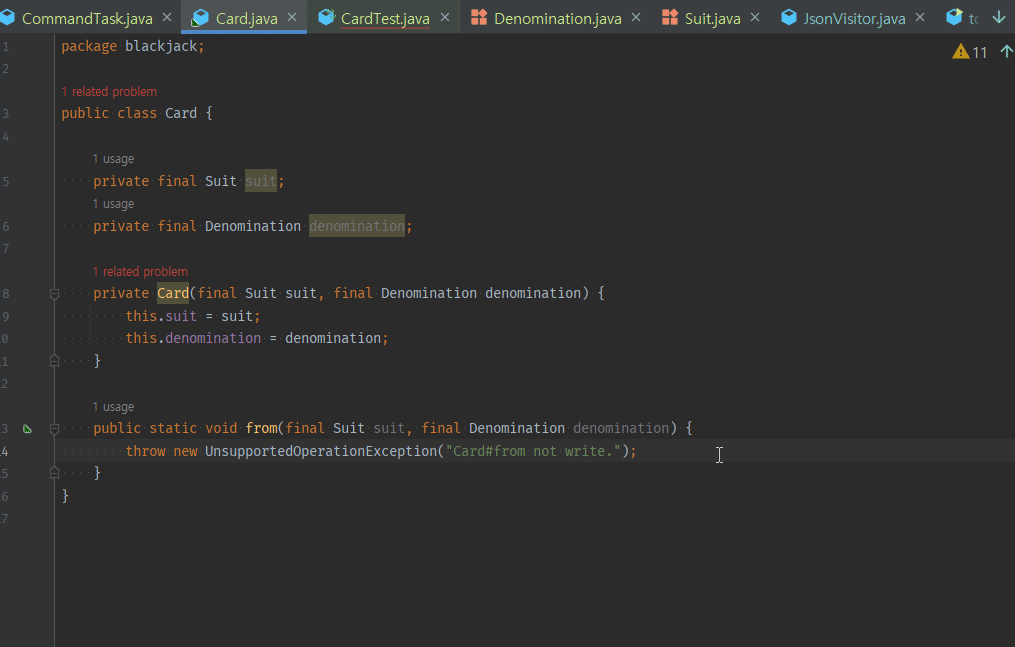 CommandTask.java Card.java CardTest.java Denomination.java Suit.java JsonVisitor.java
1 package blackjack;
11
2
1 related problem
3 public class Card {
4
1 usage
5 private final Suit suit;
1 usage
6 private final Denomination denomination;
7
1 related problem
8 private Card(final Suit suit, final Denomination denomination) {
9 this.suit = suit;
0 this.denomination = denomination;
1 }
2
1 usage
3 public static void from(final Suit suit, final Denomination denomination) {
4 throw new UnsupportedOperationException("Card#from not write.");
5 }
6 }
7